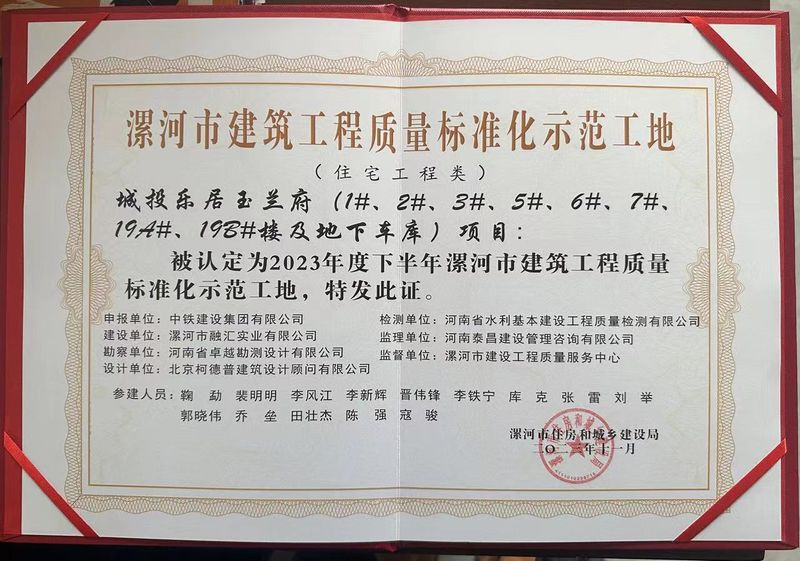 漯河市建筑工程质量标准化示范工地
（住宅工程类）
城投乐居玉兰府（1#、2#、3#、5#、6#、7#、
19A#、19B#楼及地下车库）项目：
被认定为2023年度下半年漯河市建筑工程质量
标准化示范工地，特发此证。
申报单位：中铁建设集团有限公司
建设单位：漯河市融汇实业有限公司
勘察单位：河南省卓越勘测设计有限公司
设计单位：北京柯德普建筑设计顾问有限公司
检测单位：河南省水利基本建设工程质量检测有限公司
监理单位：河南泰昌建设管理咨询有限公司
监督单位：漯河市建设工程质量服务中心
参建人员：鞠 勐 裴明明 李风江 李新辉 晋伟锋 李铁宁 库 克 张 雷 刘 举
郭晓伟 乔 垒 田壮杰 陈 强 寇 骏
漯河市住房和城乡建设局
二〇二三年十一月